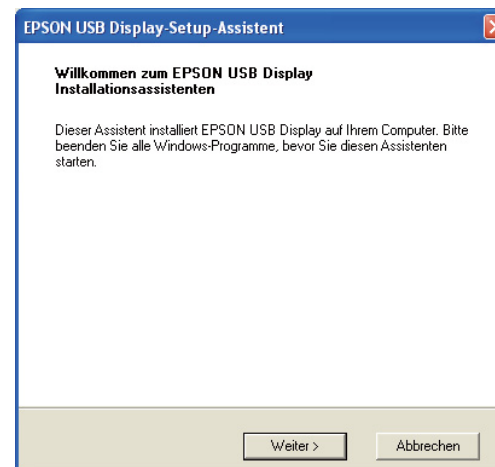 EPSON USB Display-Setup-Assistent
Willkommen zum EPSON USB Display
Installationsassistenten
Dieser Assistent installiert EPSON USB Display auf Ihrem Computer. Bitte
beenden Sie alle Windows-Programme, bevor Sie diesen Assistenten
starten.
Weiter >
Abbrechen